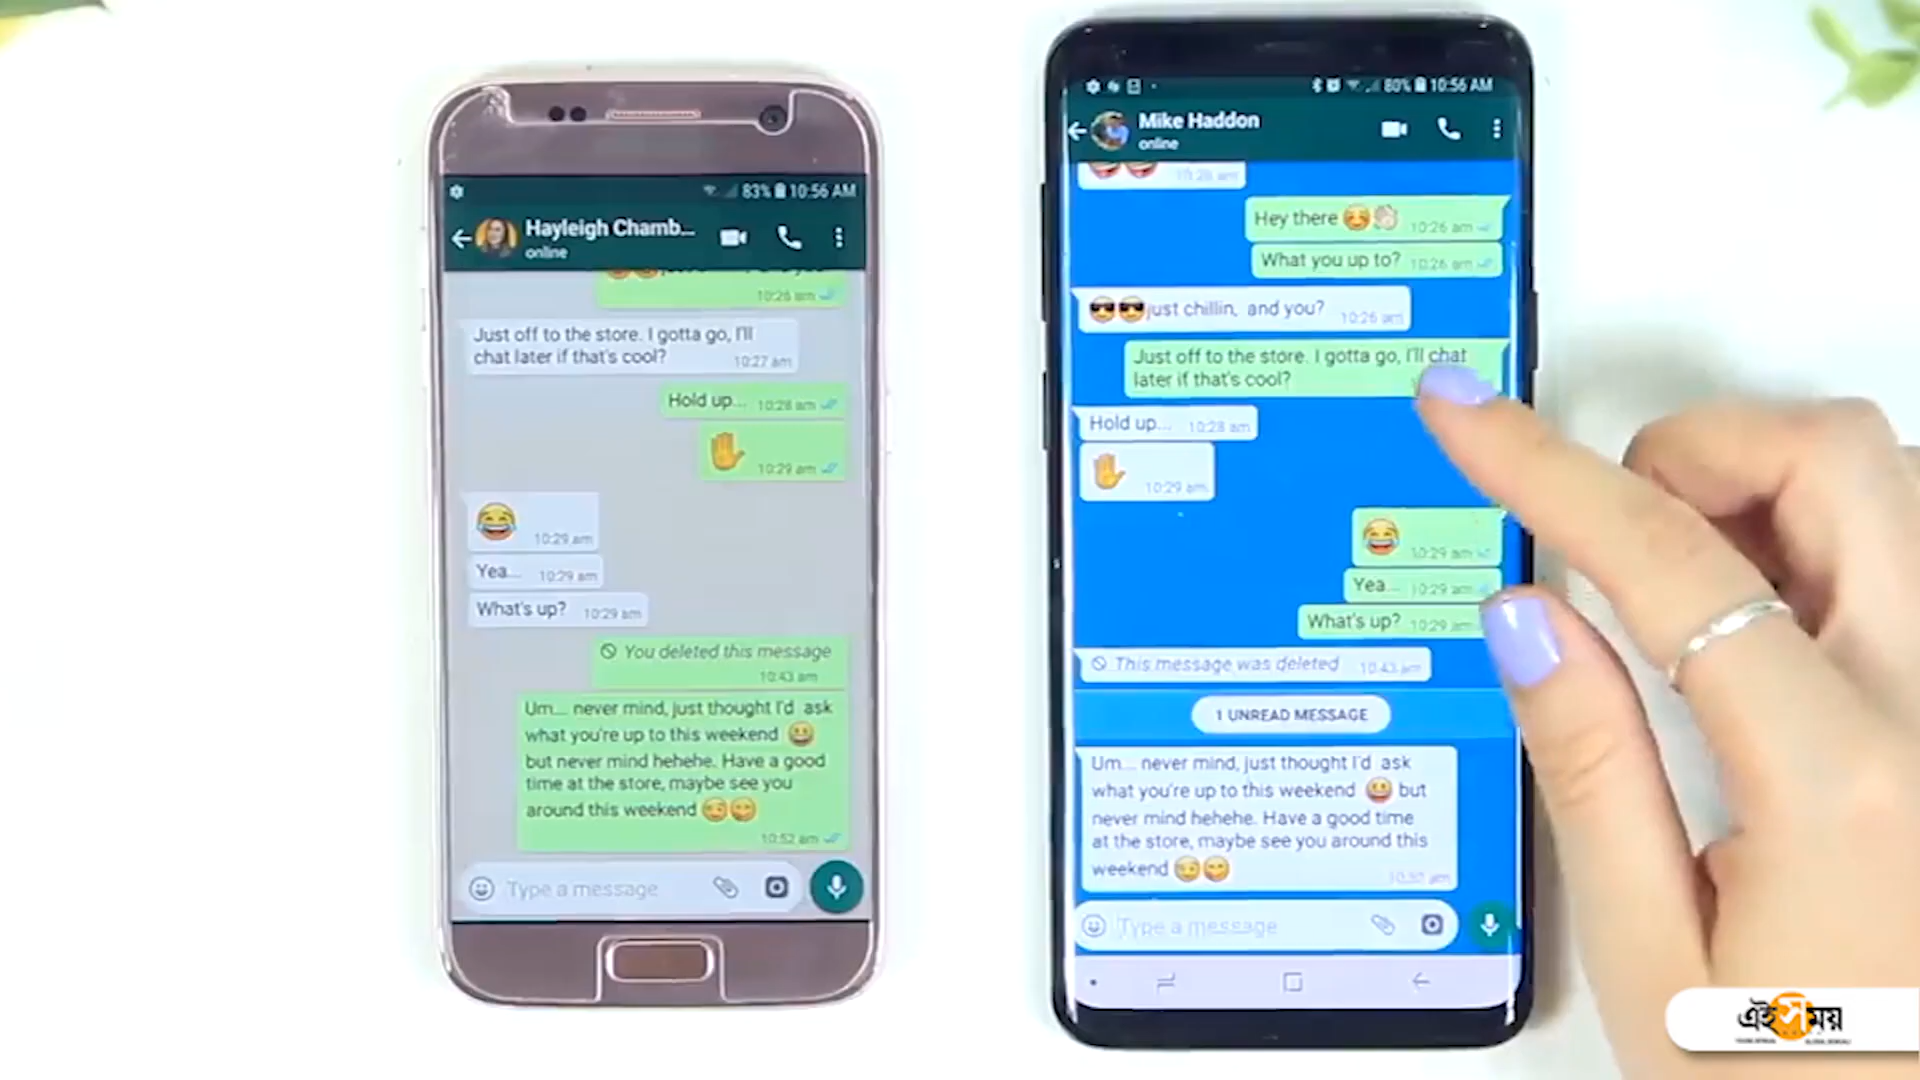 83% 10:56 AM
Hayleigh Chamb...
online
10:26 am
Just off to the store. I gotta go, I'll
chat later if that's cool? 10:27 am
Hold up... 10:28 am
10:29 am
10:29 am
Yea... 10:29 am
What's up? 10:29 am
You deleted this message
10:43 am
Um... never mind, just thought I'd ask
what you're up to this weekend
but never mind hehehe. Have a good
time at the store, maybe see you
around this weekend
10:52 am
Type a message
80% 10:56 AM
Mike Haddon
online
Hey there 10:26 am
What you up to? 10:26 am
just chillin, and you? 10:26 am
Just off to the store. I gotta go, I'll chat
later if that's cool?
Hold up... 10:28 am
10:29 am
10:29 am
Yea... 10:29 am
What's up? 10:29 am
This message was deleted 10:43 am
1 UNREAD MESSAGE
Um... never mind, just thought I'd ask
what you're up to this weekend but
never mind hehehe. Have a good time
at the store, maybe see you around this
weekend
Type a message
এই সময়